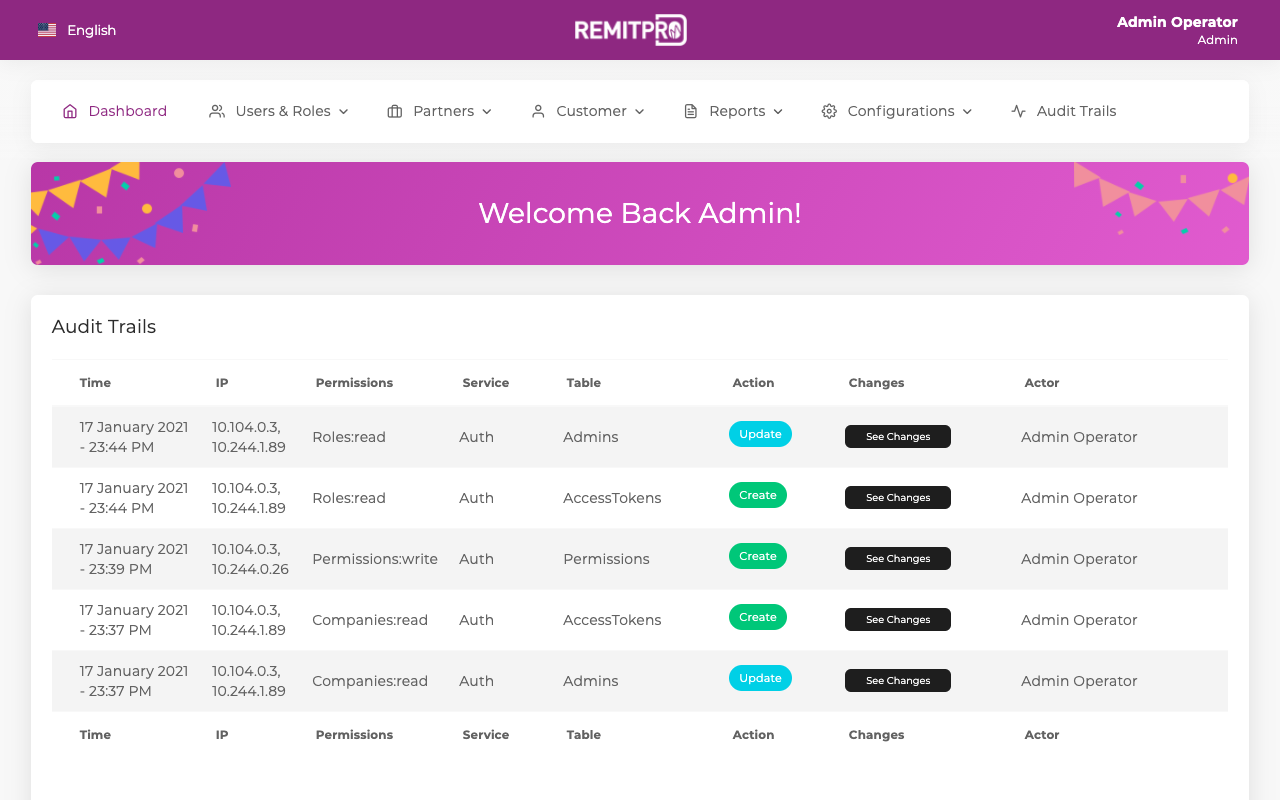 English
REMITPRO
Admin Operator
Admin
Dashboard
Users & Roles
Partners
Customer
Reports
Configurations
Audit Trails
Welcome Back Admin!
Audit Trails
Time IP Permissions Service Table Action Changes Actor
17 January 2021 - 23:44 PM 10.104.0.3, 10.244.1.89 Roles:read Auth Admins Update See Changes Admin Operator
17 January 2021 - 23:44 PM 10.104.0.3, 10.244.1.89 Roles:read Auth AccessTokens Create See Changes Admin Operator
17 January 2021 - 23:39 PM 10.104.0.3, 10.244.0.26 Permissions:write Auth Permissions Create See Changes Admin Operator
17 January 2021 - 23:37 PM 10.104.0.3, 10.244.1.89 Companies:read Auth AccessTokens Create See Changes Admin Operator
17 January 2021 - 23:37 PM 10.104.0.3, 10.244.1.89 Companies:read Auth Admins Update See Changes Admin Operator
Time IP Permissions Service Table Action Changes Actor